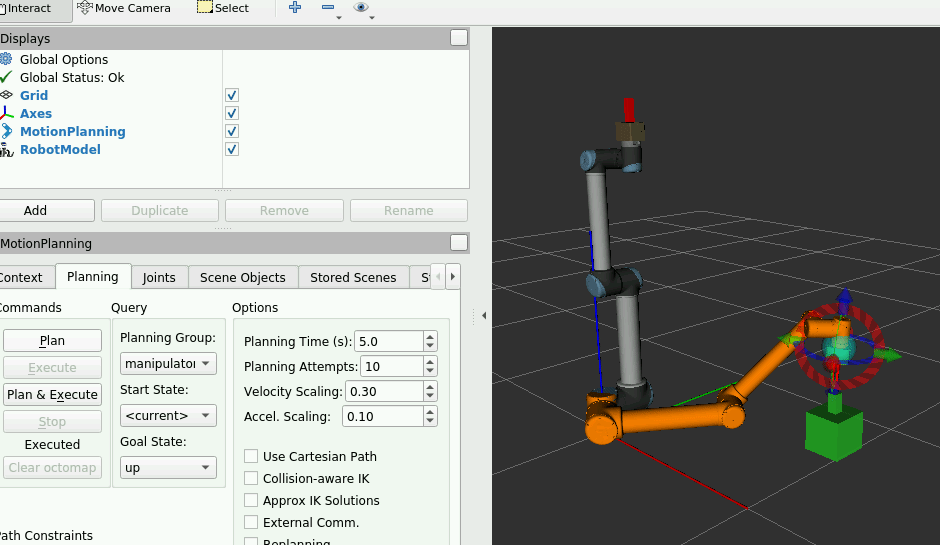 Interact Move Camera Select
Displays
Global Options
Global Status: Ok
Grid
Axes
MotionPlanning
RobotModel
Add Duplicate Remove Rename
MotionPlanning
Context Planning Joints Scene Objects Stored Scenes
Commands Query Options
Plan
Execute
Plan & Execute
Stop
Executed
Clear octomap
Planning Group:
manipulator
Start State:
<current>
Goal State:
up
Planning Time (s): 5.0
Planning Attempts: 10
Velocity Scaling: 0.30
Accel. Scaling: 0.10
Use Cartesian Path
Collision-aware IK
Approx IK Solutions
External Comm.
Replanning
Path Constraints